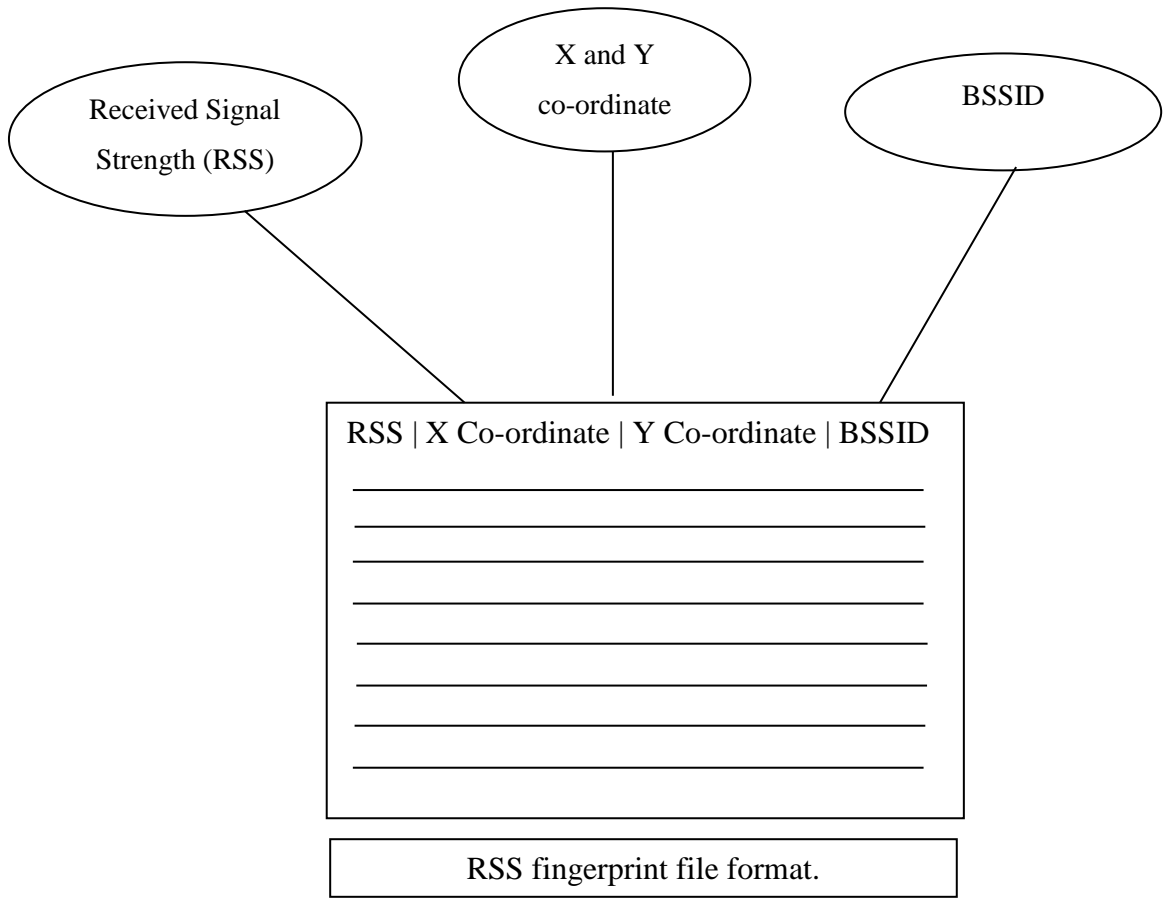 Received Signal
Strength (RSS)
X and Y
co-ordinate
BSSID
RSS | X Co-ordinate | Y Co-ordinate | BSSID
RSS fingerprint file format.